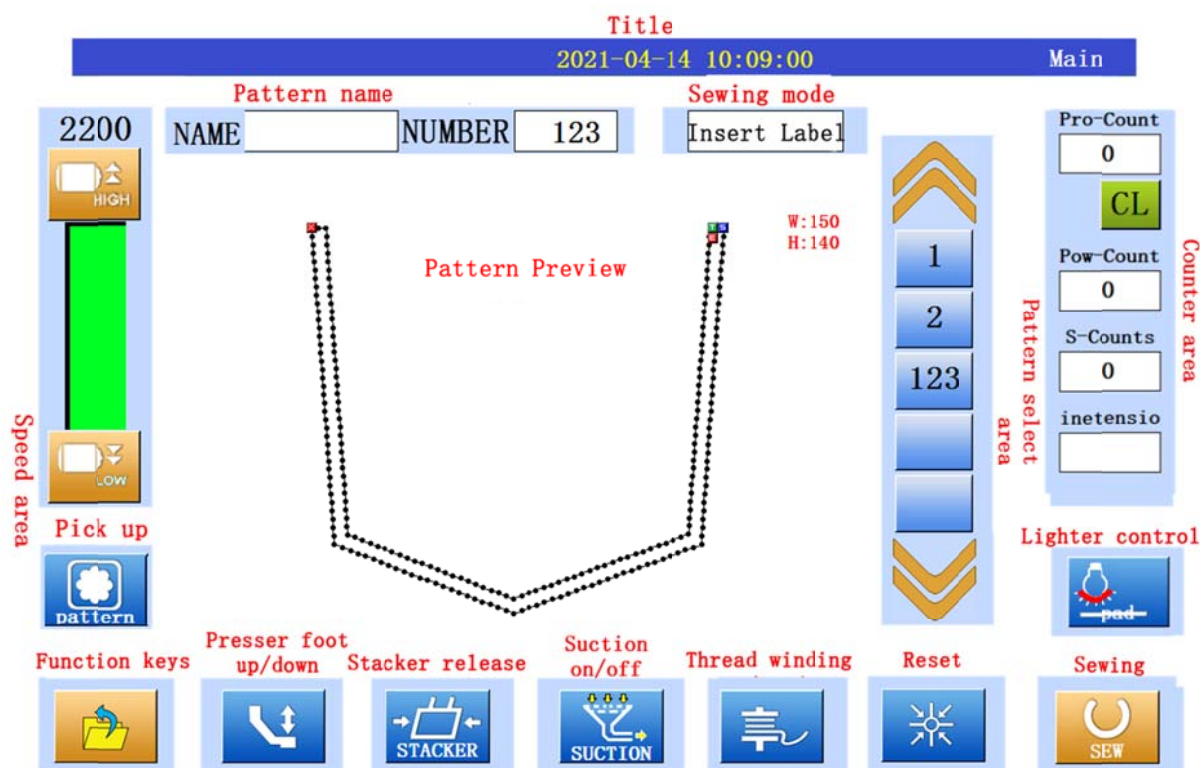 Title
2021-04-14 10:09:00 Main
Pattern name
Sewing mode
2200
NAME
NUMBER 123
Insert Label
HIGH
LOW
Speed area
Pick up
pattern
W:150
H:140
Pattern Preview
T S
1
2
123
Pattern select
area
Pro-Count
0
CL
Pow-Count
0
S-Counts
0
inetensio
Counter area
Lighter control
pad
Function keys
Presser foot
up/down
Stacker release
STACKER
Suction
on/off
SUCTION
Thread winding
Reset
Sewing
SEW